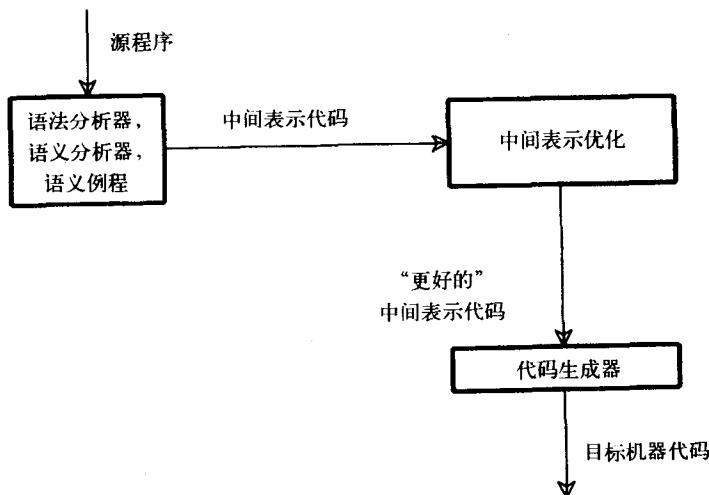 源程序
语法分析器，
语义分析器，
语义例程
中间表示代码
中间表示优化
“更好的”
中间表示代码
代码生成器
目标机器代码